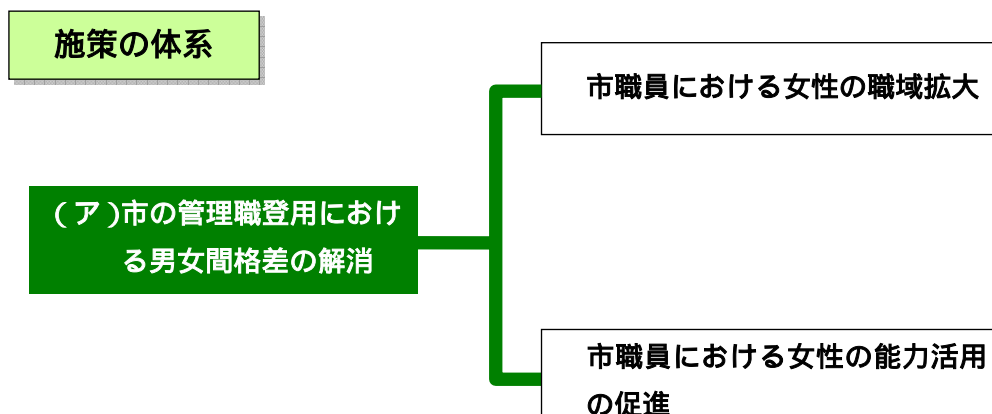 施策の体系
市職員における女性の職域拡大
（ア）市の管理職登用におけ
る男女間格差の解消
市職員における女性の能力活用
の促進